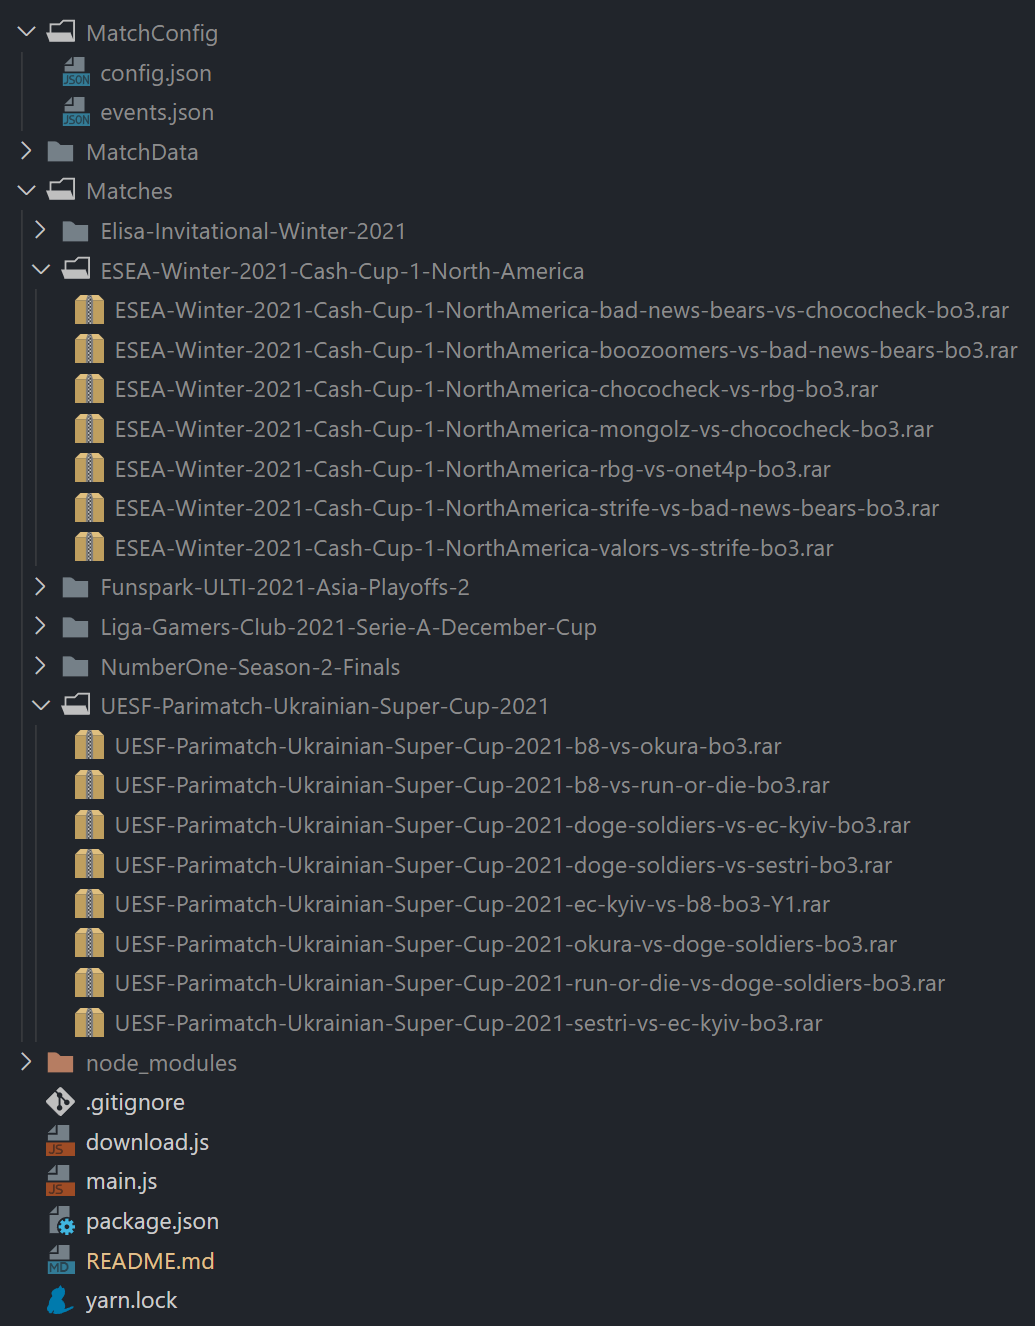 MatchConfig
JSON config.json
JSON events.json
MatchData
Matches
Elisa-Invitational-Winter-2021
ESEA-Winter-2021-Cash-Cup-1-North-America
ESEA-Winter-2021-Cash-Cup-1-NorthAmerica-bad-news-bears-vs-chococheck-bo3.rar
ESEA-Winter-2021-Cash-Cup-1-NorthAmerica-boozoomers-vs-bad-news-bears-bo3.rar
ESEA-Winter-2021-Cash-Cup-1-NorthAmerica-chococheck-vs-rbg-bo3.rar
ESEA-Winter-2021-Cash-Cup-1-NorthAmerica-mongolz-vs-chococheck-bo3.rar
ESEA-Winter-2021-Cash-Cup-1-NorthAmerica-rbg-vs-onet4p-bo3.rar
ESEA-Winter-2021-Cash-Cup-1-NorthAmerica-strife-vs-bad-news-bears-bo3.rar
ESEA-Winter-2021-Cash-Cup-1-NorthAmerica-valors-vs-strife-bo3.rar
Funspark-ULTI-2021-Asia-Playoffs-2
Liga-Gamers-Club-2021-Serie-A-December-Cup
NumberOne-Season-2-Finals
UESF-Parimatch-Ukrainian-Super-Cup-2021
UESF-Parimatch-Ukrainian-Super-Cup-2021-b8-vs-okura-bo3.rar
UESF-Parimatch-Ukrainian-Super-Cup-2021-b8-vs-run-or-die-bo3.rar
UESF-Parimatch-Ukrainian-Super-Cup-2021-doge-soldiers-vs-ec-kyiv-bo3.rar
UESF-Parimatch-Ukrainian-Super-Cup-2021-doge-soldiers-vs-sestri-bo3.rar
UESF-Parimatch-Ukrainian-Super-Cup-2021-ec-kyiv-vs-b8-bo3-Y1.rar
UESF-Parimatch-Ukrainian-Super-Cup-2021-okura-vs-doge-soldiers-bo3.rar
UESF-Parimatch-Ukrainian-Super-Cup-2021-run-or-die-vs-doge-soldiers-bo3.rar
UESF-Parimatch-Ukrainian-Super-Cup-2021-sestri-vs-ec-kyiv-bo3.rar
node_modules
.gitignore
JS download.js
JS main.js
package.json
MD README.md
yarn.lock